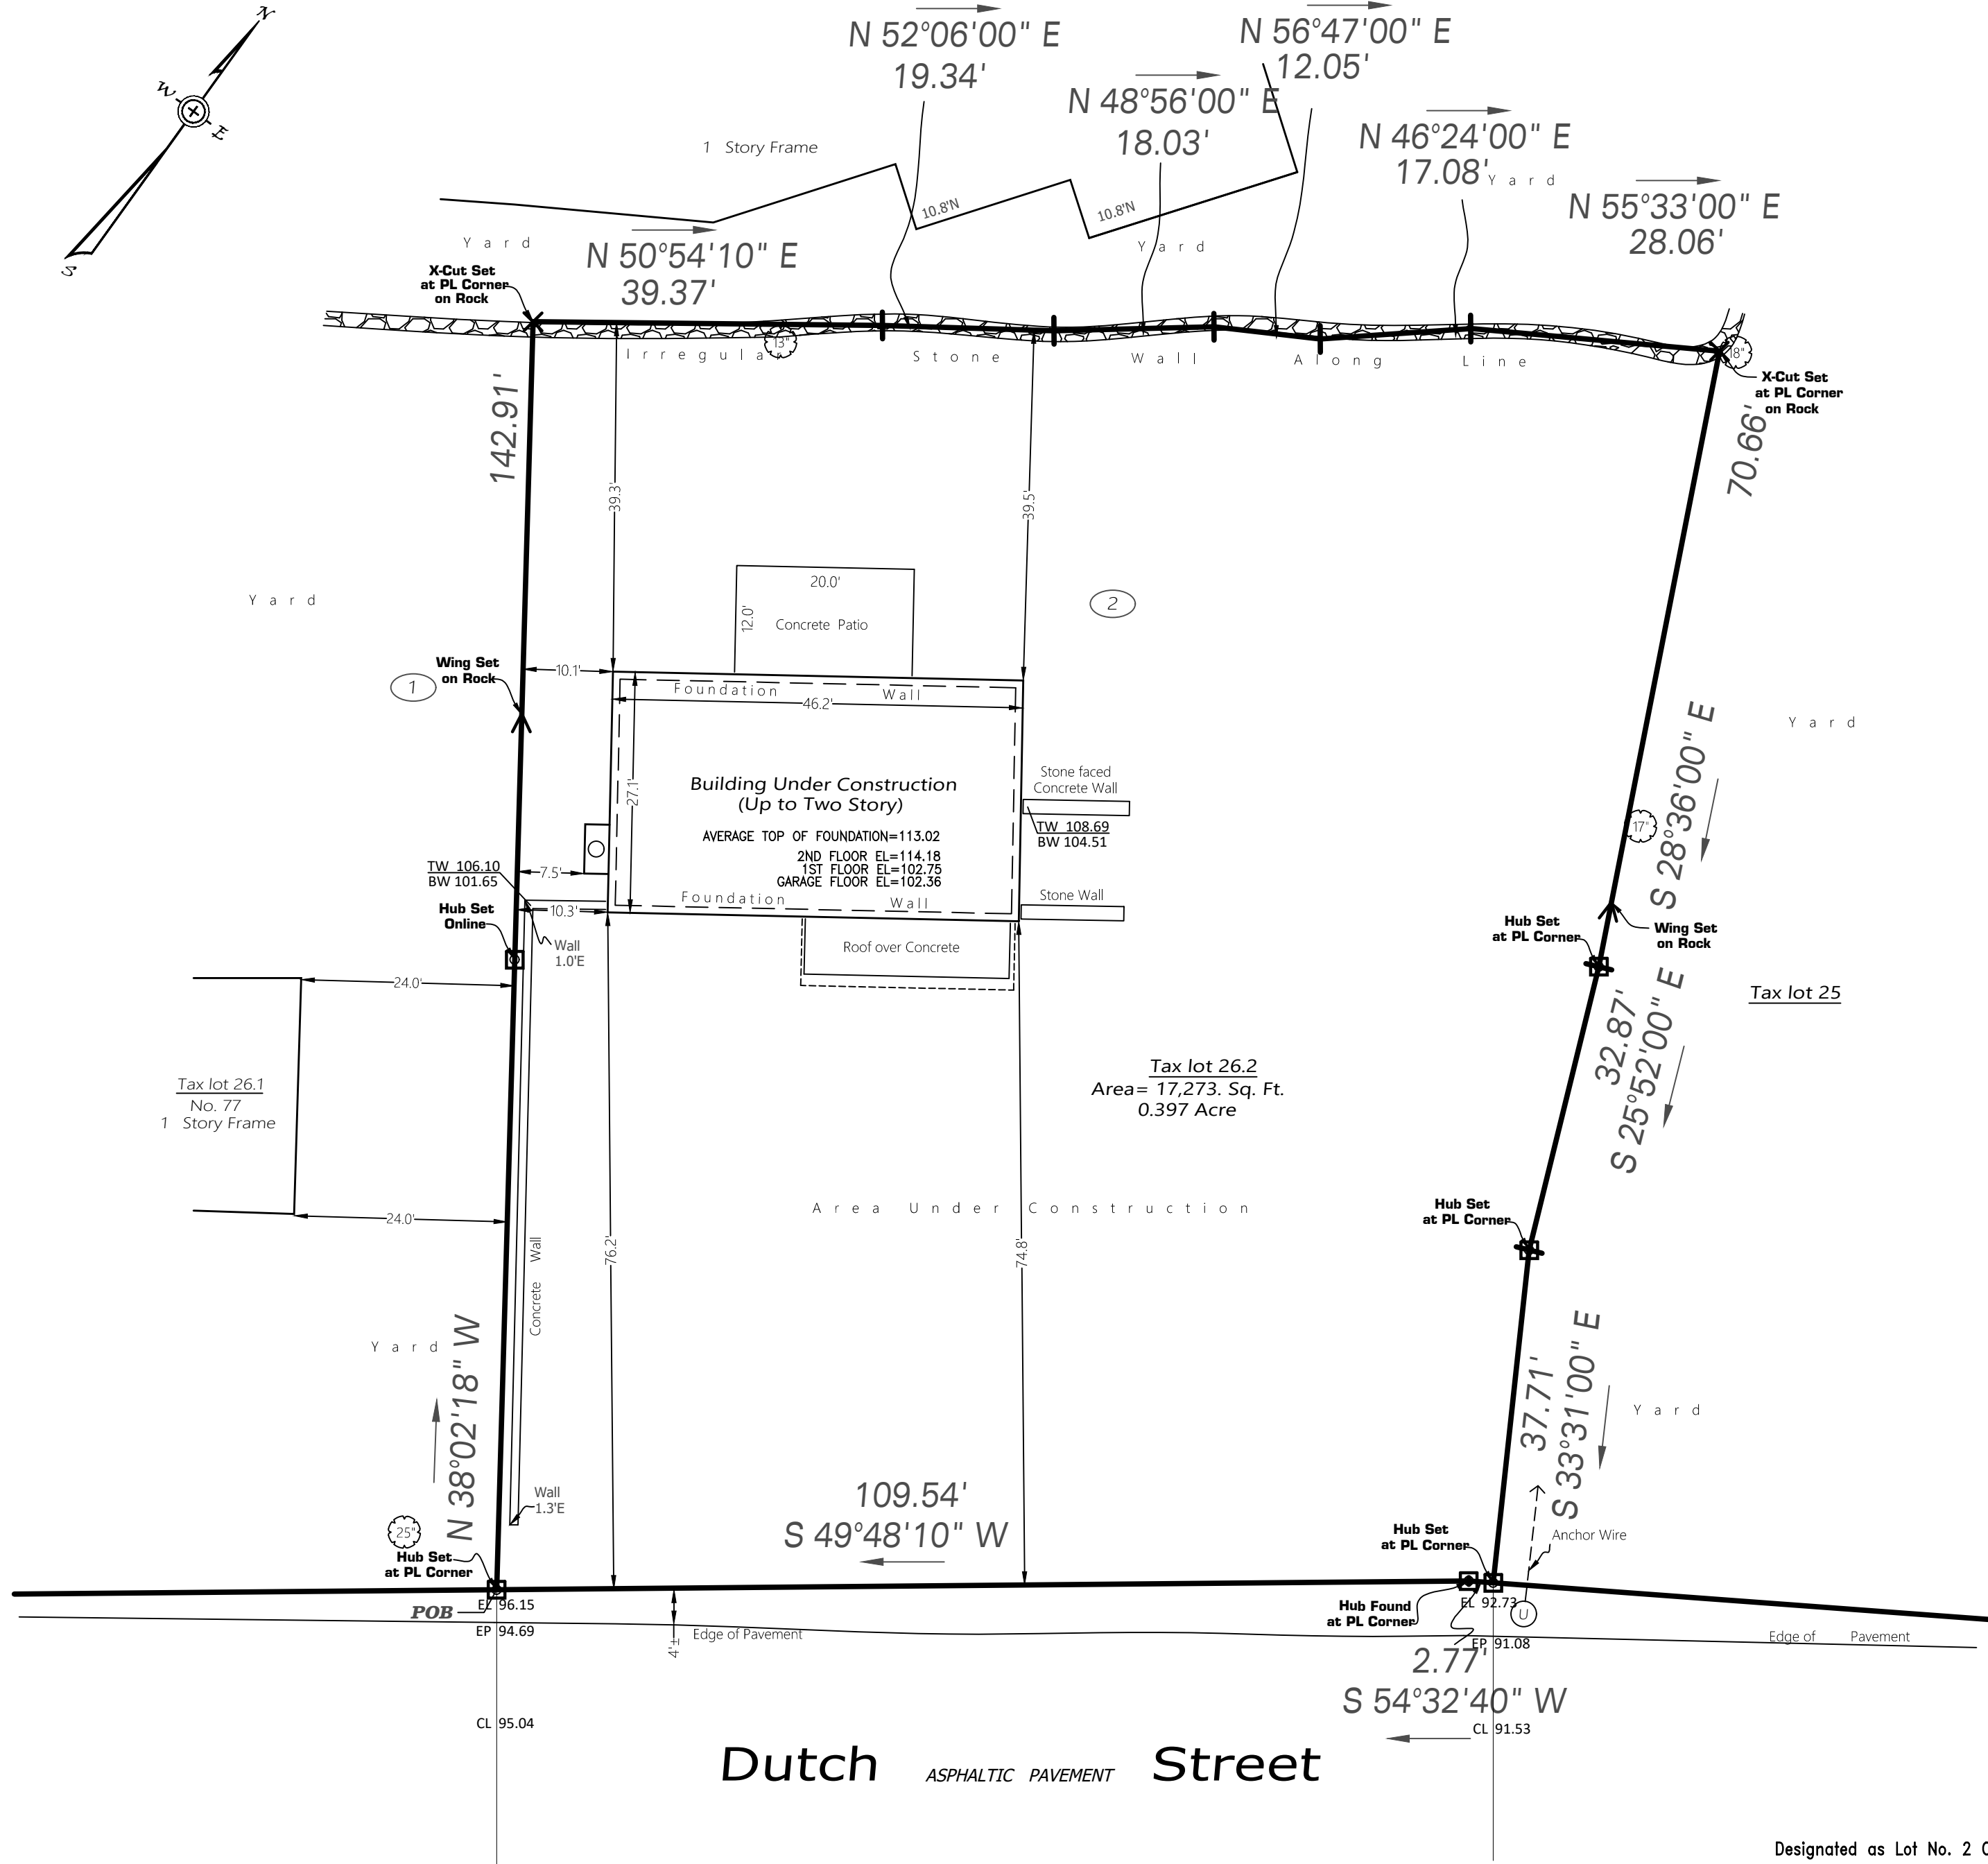 N
W
E
S
N 52°06'00" E
19.34'
N 56°47'00" E
12.05'
N 48°56'00" E
18.03'
N 46°24'00" E
17.08'
Yard
N 55°33'00" E
28.06'
1 Story Frame
10.8'N
10.8'N
Yard
Yard
N 50°54'10" E
39.37'
X-Cut Set
at PL Corner
on Rock
13"
Irregular Stone Wall Along Line
18"
X-Cut Set
at PL Corner
on Rock
142.91'
70.66'
39.3'
39.5'
20.0'
12.0'
Concrete Patio
2
Yard
Wing Set
on Rock
1
10.1'
Foundation Wall
46.2'
27.1'
Building Under Construction
(Up to Two Story)
AVERAGE TOP OF FOUNDATION=113.02
2ND FLOOR EL=114.18
1ST FLOOR EL=102.75
GARAGE FLOOR EL=102.36
Foundation Wall
Stone faced
Concrete Wall
TW 108.69
BW 104.51
Stone Wall
Yard
S 28°36'00" E
17"
TW 106.10
BW 101.65
7.5'
10.3'
Hub Set
Online
Wall
1.0'E
Roof over Concrete
Hub Set
at PL Corner
Wing Set
on Rock
24.0'
Tax lot 25
32.87'
S 25°52'00" E
Tax lot 26.1
No. 77
1 Story Frame
Tax lot 26.2
Area= 17,273. Sq. Ft.
0.397 Acre
24.0'
Area Under Construction
Hub Set
at PL Corner
76.2'
74.8'
Concrete Wall
Yard
N 38°02'18" W
37.71'
S 33°31'00" E
Yard
Wall
1.3'E
109.54'
S 49°48'10" W
25"
Hub Set
at PL Corner
Hub Set
at PL Corner
Anchor Wire
POB
EL 96.15
EP 94.69
4'±
Edge of Pavement
Hub Found
at PL Corner
EL 92.73
U
EP 91.08
Edge of Pavement
2.77'
S 54°32'40" W
CL 95.04
CL 91.53
Dutch ASPHALTIC PAVEMENT Street
Designated as Lot No. 2